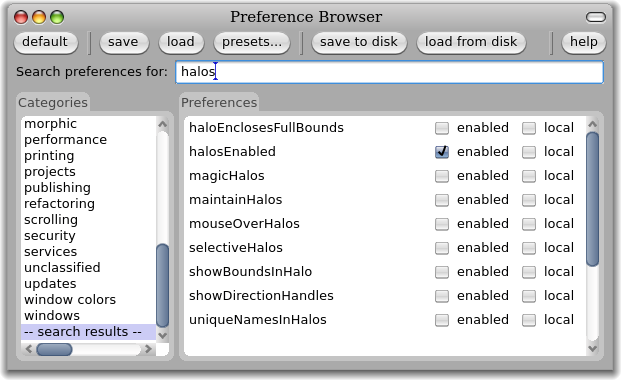 Preference Browser
default save load presets... save to disk load from disk help
Search preferences for: halos
Categories
Preferences
morphic
performance
printing
projects
publishing
refactoring
scrolling
security
services
unclassified
updates
window colors
windows
-- search results --
haloEnclosesFullBounds enabled local
halosEnabled enabled local
magicHalos enabled local
maintainHalos enabled local
mouseOverHalos enabled local
selectiveHalos enabled local
showBoundsInHalo enabled local
showDirectionHandles enabled local
uniqueNamesInHalos enabled local